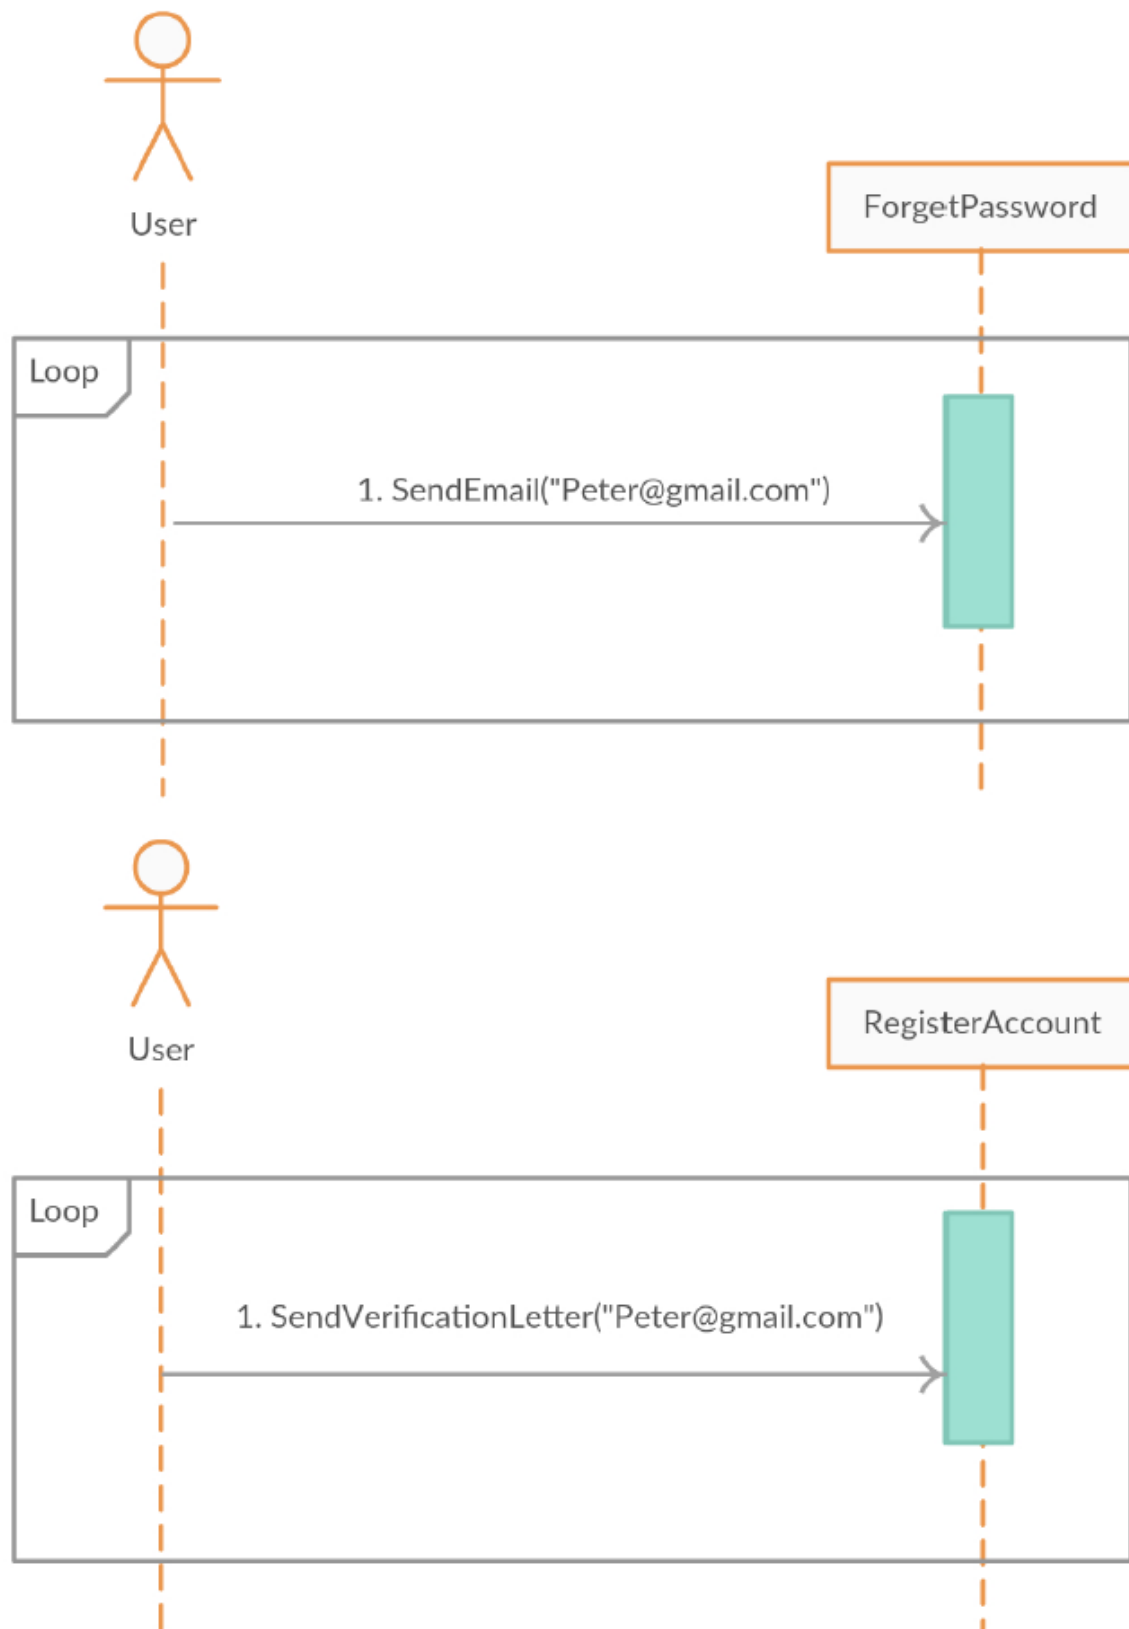 User
ForgetPassword
Loop
1. SendEmail("Peter@gmail.com")
User
RegisterAccount
Loop
1. SendVerificationLetter("Peter@gmail.com")